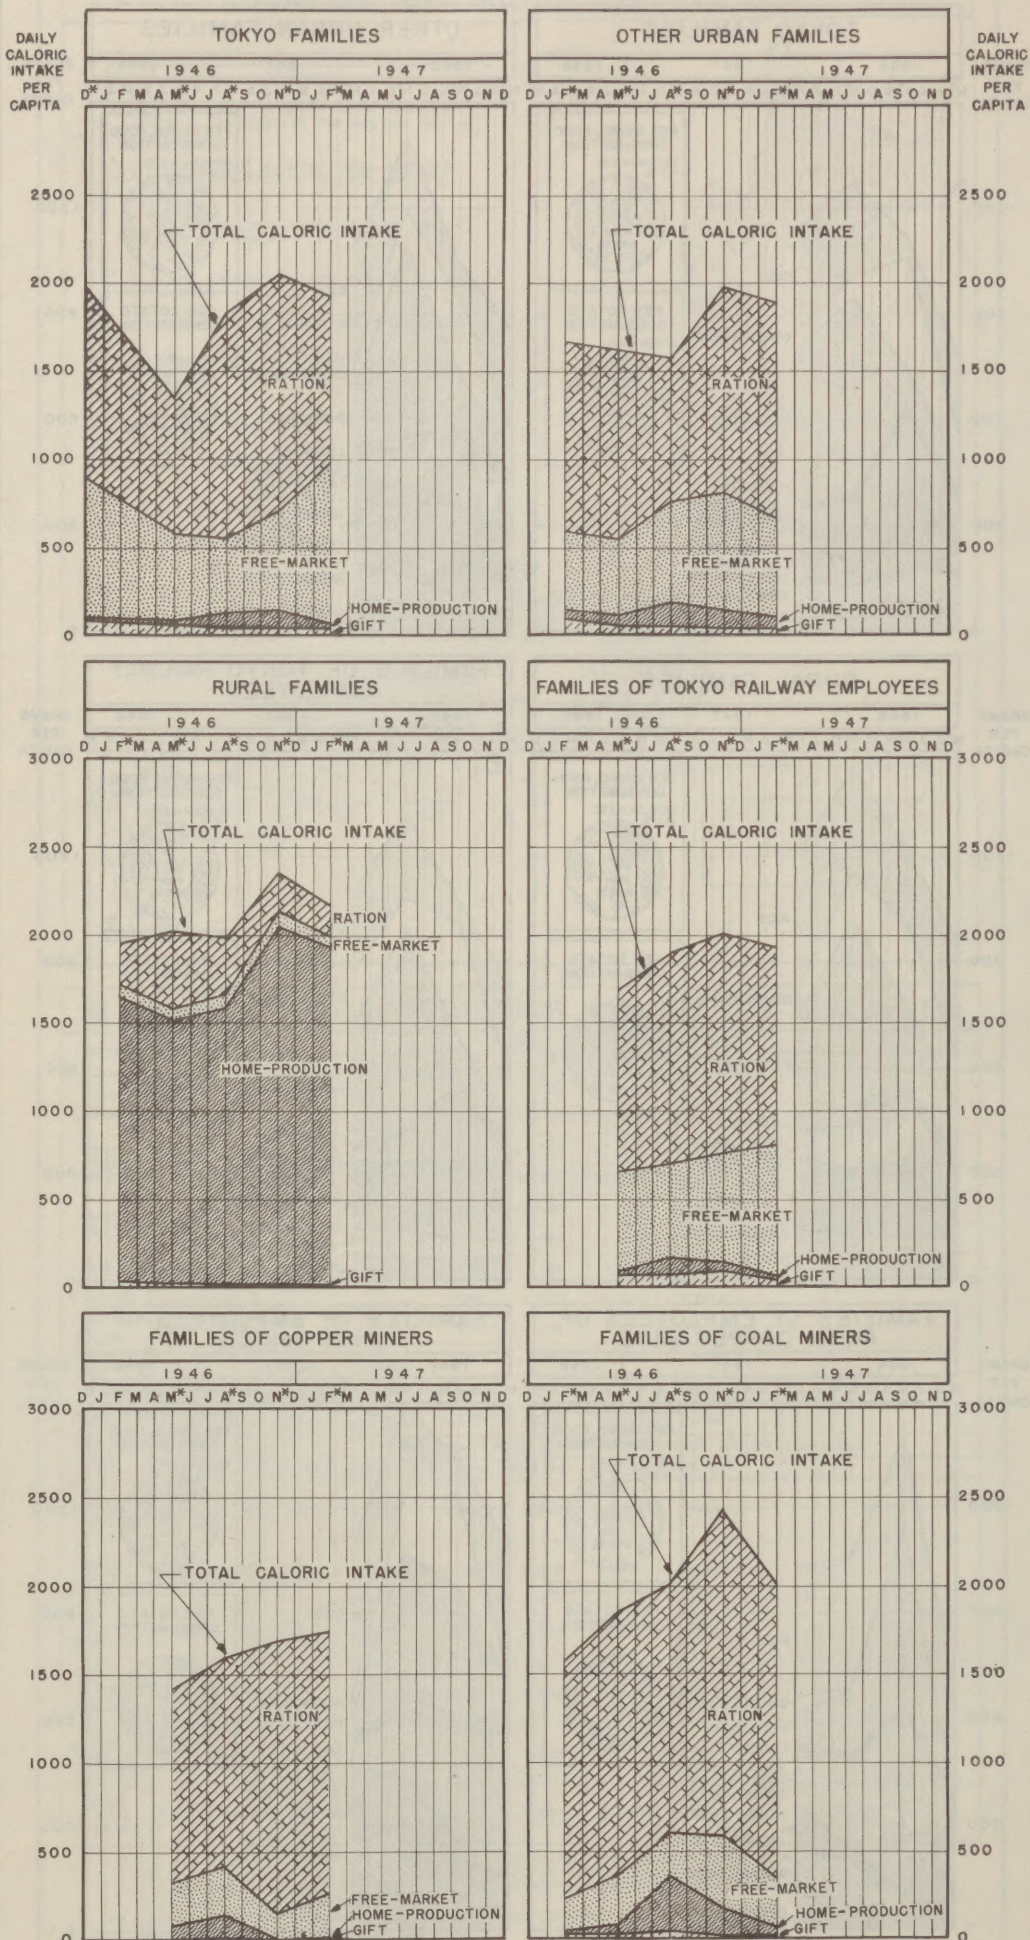 DAILY
CALORIC
INTAKE
PER
CAPITA
TOKYO FAMILIES
1946 1947
D* J F M A M* J J A* S O N* D J F* M A M J J A S O N D
2500
2000
1500
1000
500
0
TOTAL CALORIC INTAKE
RATION
FREE-MARKET
HOME-PRODUCTION
GIFT
OTHER URBAN FAMILIES
1946 1947
D J F* M A M* J J A* S O N* D J F* M A M J J A S O N D
DAILY
CALORIC
INTAKE
PER
CAPITA
TOTAL CALORIC INTAKE
RATION
FREE-MARKET
HOME-PRODUCTION
GIFT
2500
2000
1500
1000
500
0
RURAL FAMILIES
1946 1947
D J F* M A M* J J A* S O N* D J F* M A M J J A S O N D
3000
2500
2000
1500
1000
500
0
TOTAL CALORIC INTAKE
RATION
FREE-MARKET
HOME-PRODUCTION
GIFT
FAMILIES OF TOKYO RAILWAY EMPLOYEES
1946 1947
D J F M A M* J J A* S O N* D J F* M A M J J A S O N D
TOTAL CALORIC INTAKE
RATION
FREE-MARKET
HOME-PRODUCTION
GIFT
3000
2500
2000
1500
1000
500
0
FAMILIES OF COPPER MINERS
1946 1947
D J F M A M* J J A* S O N* D J F* M A M J J A S O N D
3000
2500
2000
1500
1000
500
0
TOTAL CALORIC INTAKE
RATION
FREE-MARKET
HOME-PRODUCTION
GIFT
FAMILIES OF COAL MINERS
1946 1947
D J F* M A M* J J A* S O N* D J F* M A M J J A S O N D
TOTAL CALORIC INTAKE
RATION
FREE-MARKET
HOME-PRODUCTION
GIFT
3000
2500
2000
1500
1000
500
0